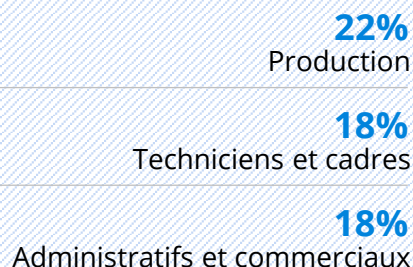 22%
Production
18%
Techniciens et cadres
18%
Administratifs et commerciaux